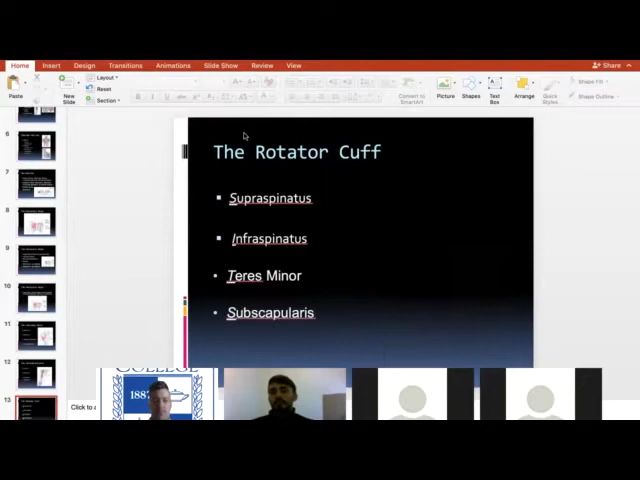 Home Insert Design Transitions Animations Slide Show Review View Share
Paste
New
Slide
Layout
Reset
Section
Convert to
SmartArt
Picture
Shapes
Text
Box
Arrange
Quick
Styles
Shape Fill
Shape Outline
6
7
8
9
10
11
12
13
The Rotator Cuff
Supraspinatus
Infraspinatus
Teres Minor
Subscapularis
Click to a
COLLEGE
1887